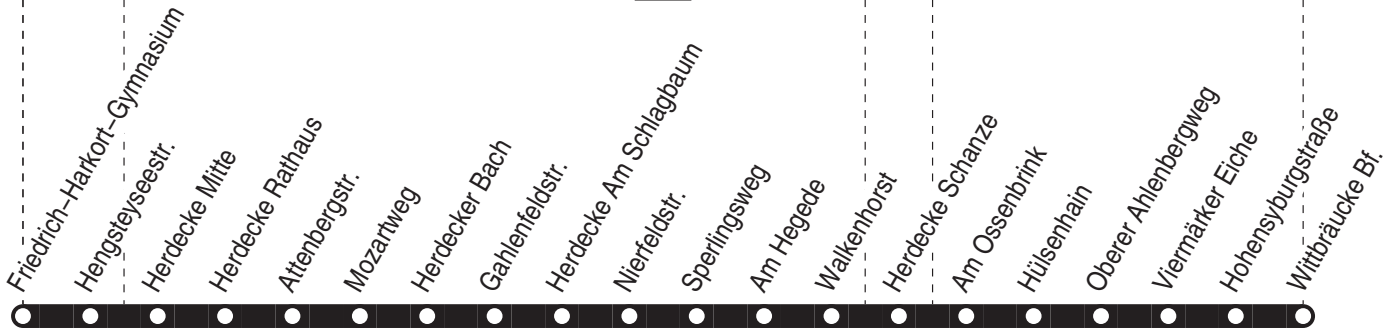 Friedrich-Harkort-Gymnasium
Hengsteyseestr.
Herdecke Mitte
Herdecke Rathaus
Attenbergstr.
Mozartweg
Herdecker Bach
Gahlenfeldstr.
Herdecke Am Schlagbaum
Nierfeldstr.
Sperlingsweg
Am Hegede
Walkenhorst
Herdecke Schanze
Am Ossenbrink
Hülsenhain
Oberer Ahlenbergweg
Viermärker Eiche
Hohensyburgstraße
Wittbräucke Bf.